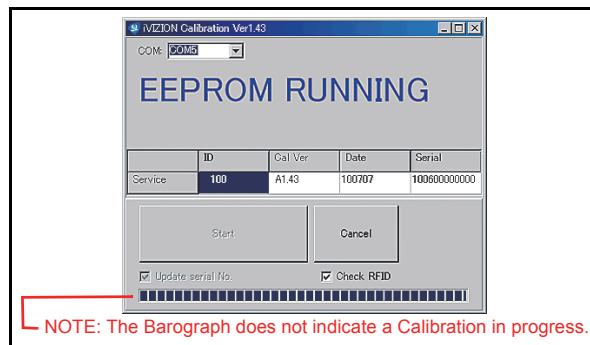 iVIZION Calibration Ver1.43
COM: COM5
EEPROM RUNNING
ID Cal Ver Date Serial
Service 100 A1.43 100707 100600000000
Start Cancel
Update serial No. Check RFID
NOTE: The Barograph does not indicate a Calibration in progress.